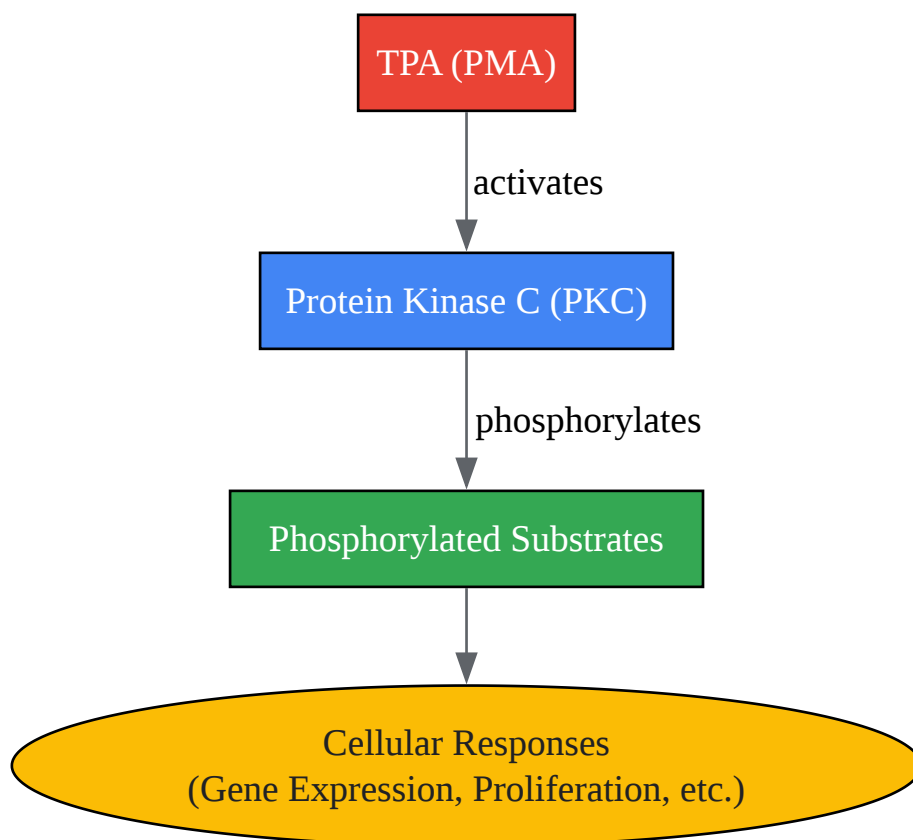 TPA (PMA)
activates
Protein Kinase C (PKC)
phosphorylates
Phosphorylated Substrates
Cellular Responses
(Gene Expression, Proliferation, etc.)